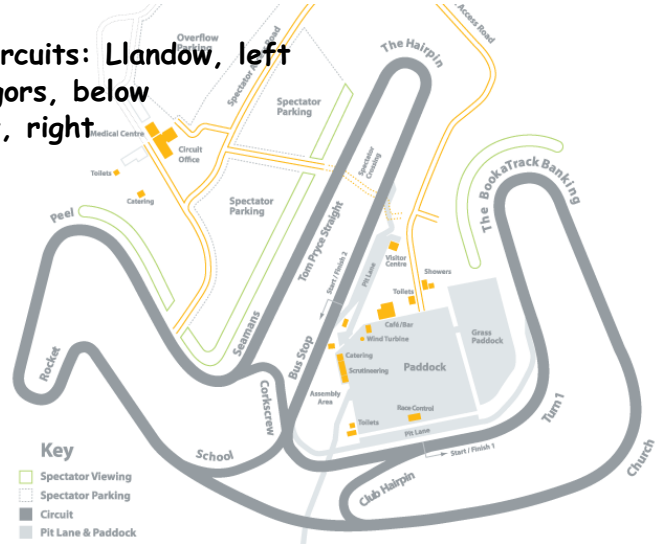 rcuits: Llandow, left
gors, below
, right
Overflow
Parking
Spectator Access Road
Access Road
The Hairpin
Spectator
Parking
Medical Centre
Circuit
Office
Toilets
Catering
Spectator
Parking
Spectator
Crossing
Peel
Tom Pryce Straight
The BookaTrack Banking
Start / Finish 2
Pit Lane
Visitor
Centre
Showers
Toilets
Café/Bar
Wind Turbine
Seamans
Bus Stop
Catering
Scrutineering
Grass
Paddock
Paddock
Rocket
Corkscrew
Assembly
Area
Race Control
Toilets
Pit Lane
Start / Finish 1
Turn 1
Church
School
Club Hairpin
Key
Spectator Viewing
Spectator Parking
Circuit
Pit Lane & Paddock